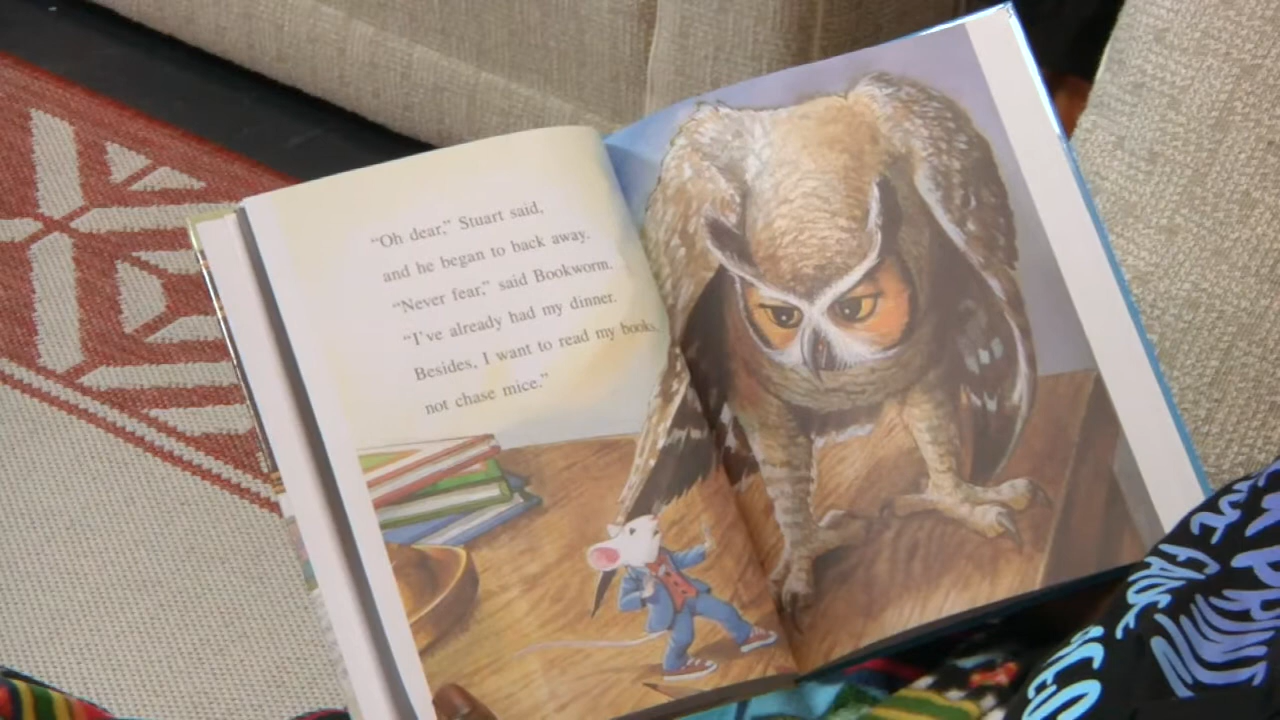 “Oh dear,” Stuart said,
and he began to back away.
“Never fear,” said Bookworm.
“I’ve already had my dinner.
Besides, I want to read my books,
not chase mice.”